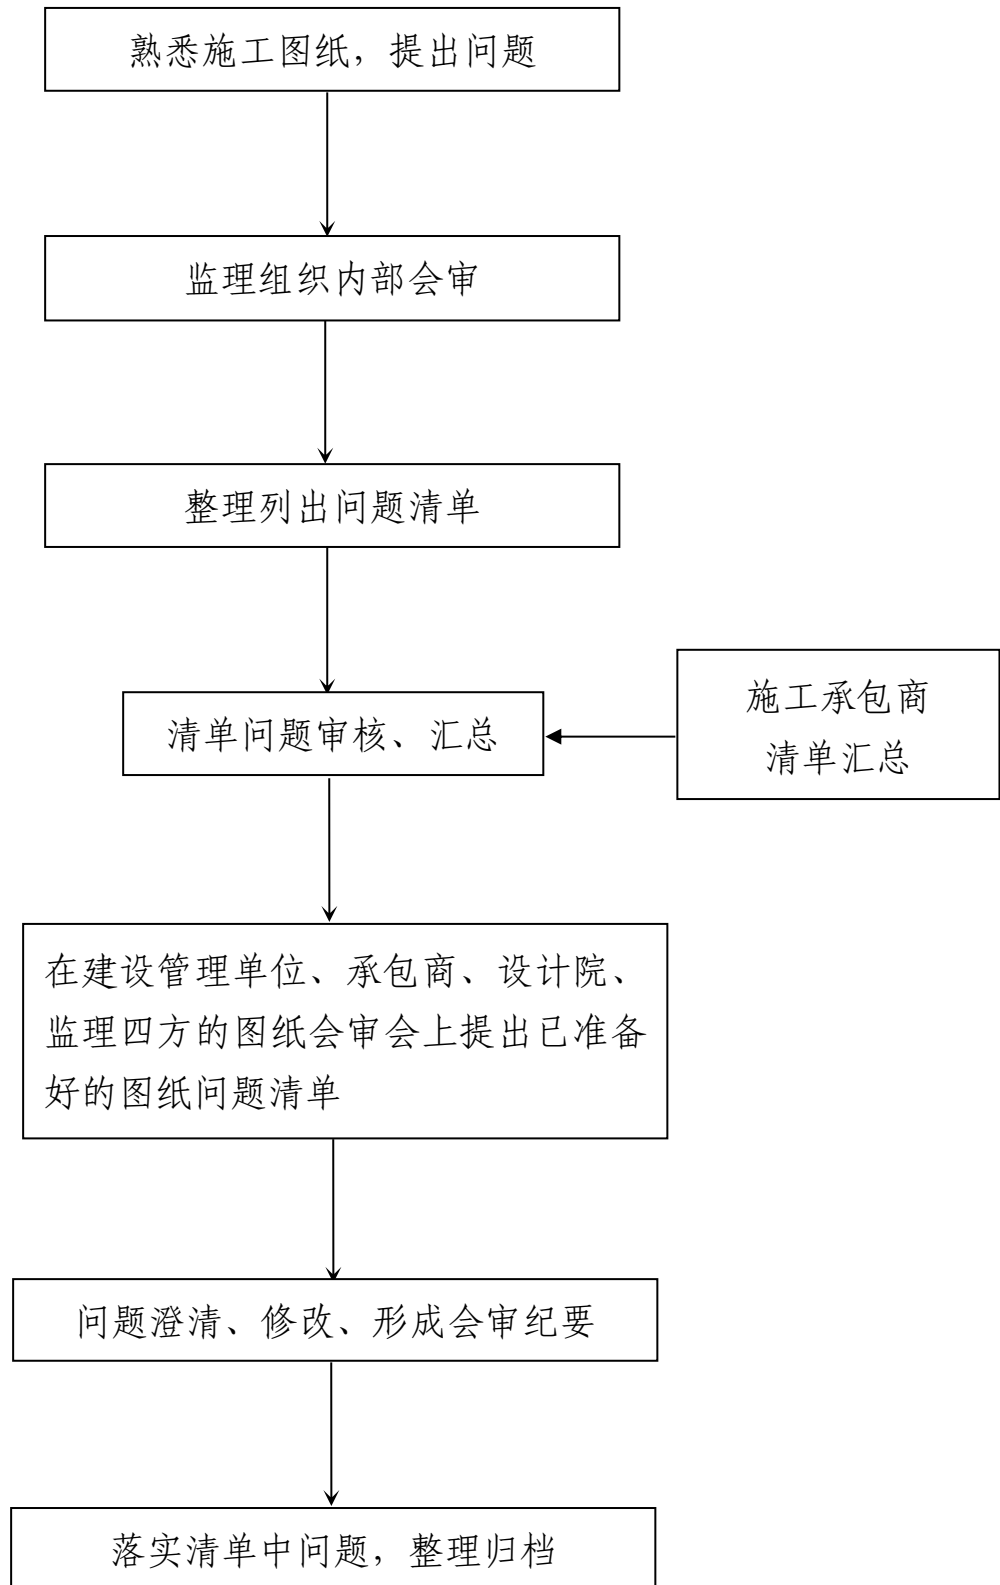 熟悉施工图纸，提出问题
监理组织内部会审
整理列出问题清单
清单问题审核、汇总
施工承包商
清单汇总
在建设管理单位、承包商、设计院、
监理四方的图纸会审会上提出已准备
好的图纸问题清单
问题澄清、修改、形成会审纪要
落实清单中问题，整理归档